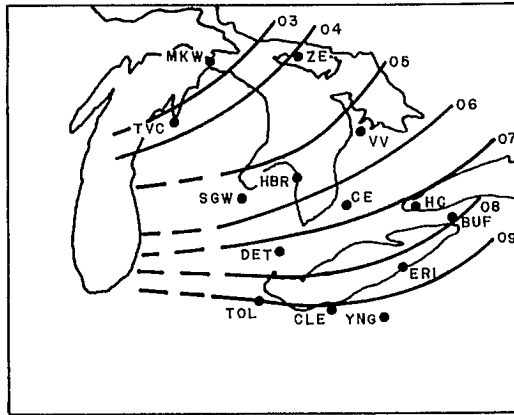 03
04
MKW
ZE
05
06
TVC
VV
07
HBR
SGW
CE
HC
08
BUF
DET
09
ERI
TOL
CLE
YNG